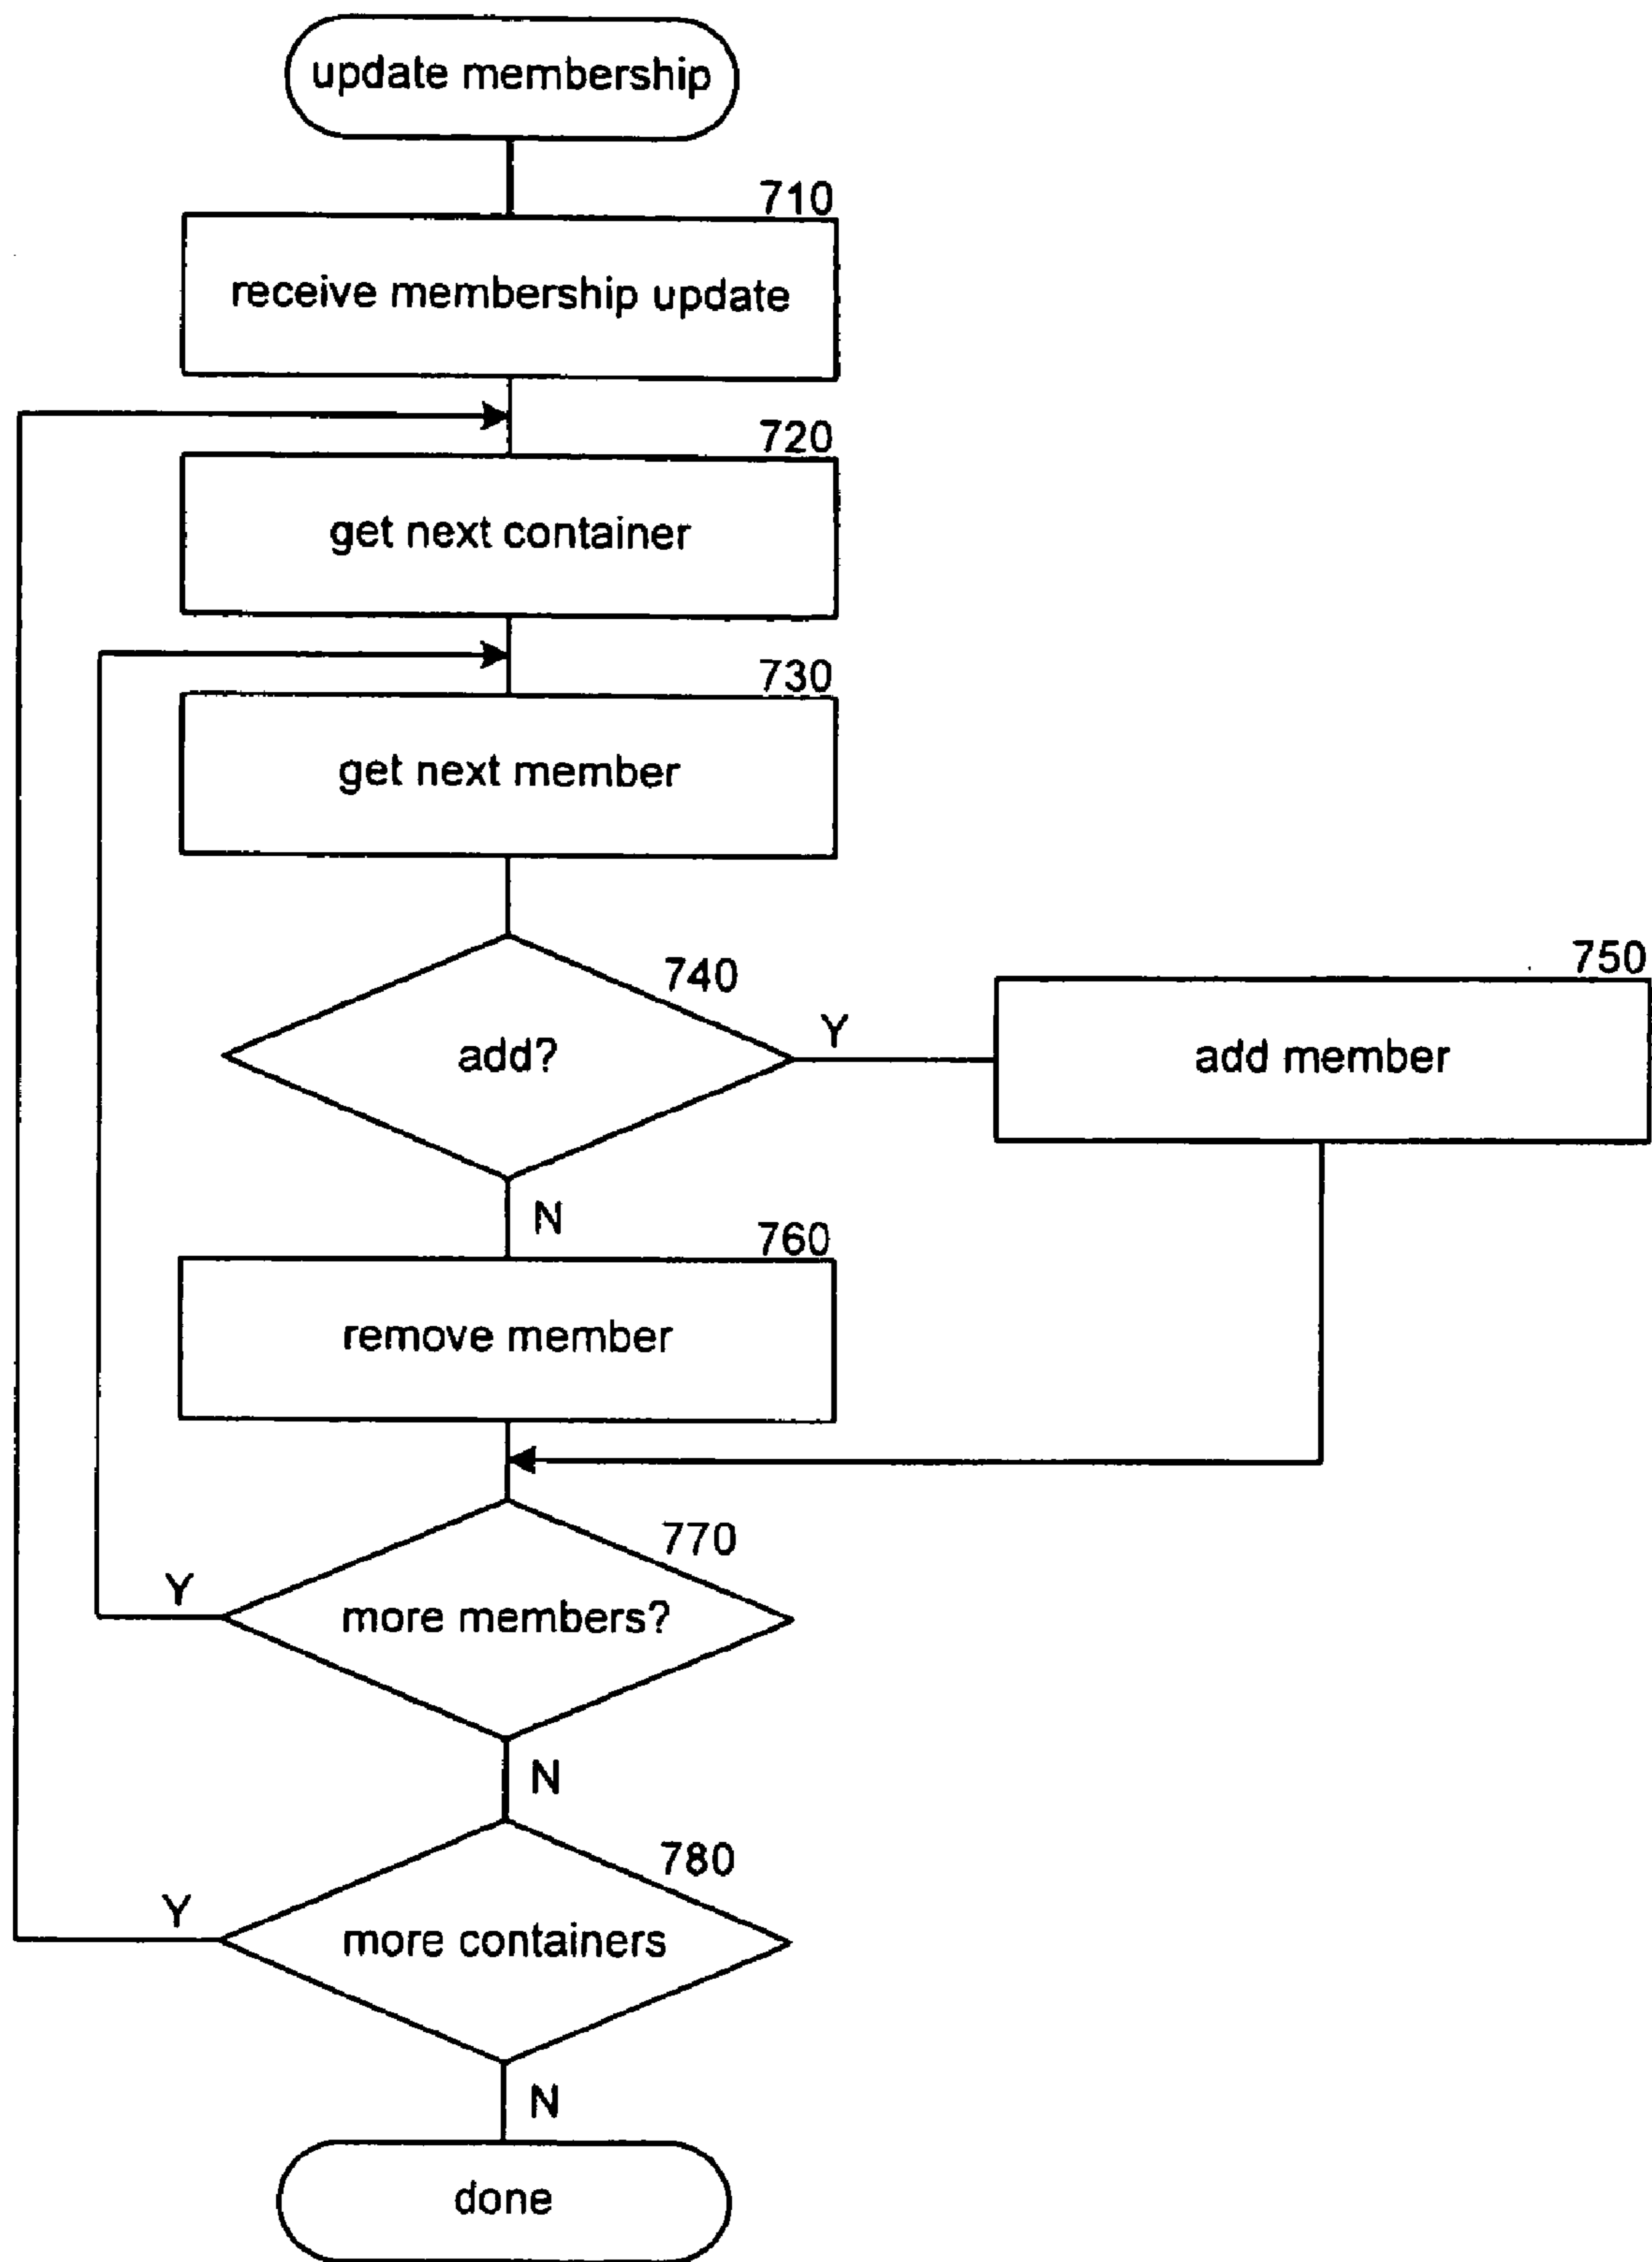 update membership
710
receive membership update
720
get next container
730
get next member
740
add?
Y
750
add member
N
760
remove member
770
more members?
Y
N
780
more containers
Y
N
done